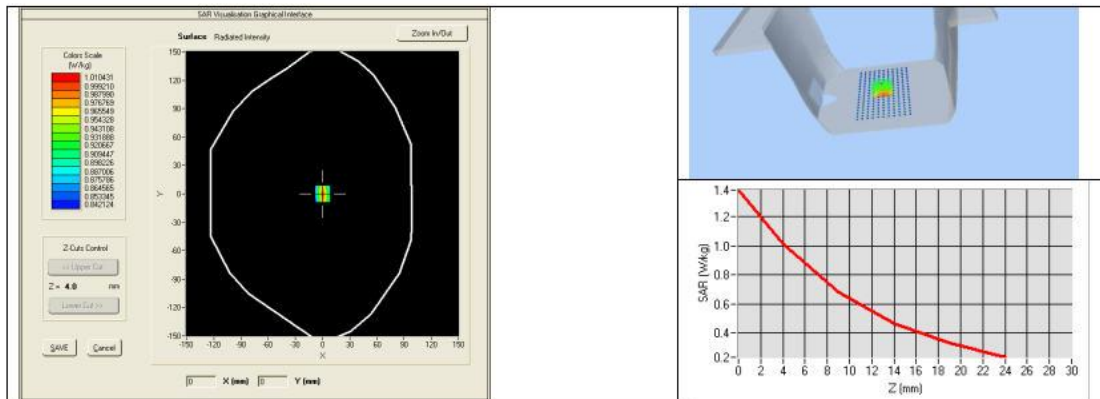 SAR Visualisation Graphical Interface
Surface Radiated Intensity
Zoom In/Out
Colors Scale
(W/kg)
1.010431
0.999210
0.987990
0.976769
0.965549
0.954328
0.943108
0.931888
0.920667
0.909447
0.898226
0.887006
0.875786
0.864565
0.853345
0.842124
Z-Cuts Control
<< Upper Cut
Z = 4.0 mm
Lower Cut >>
SAVE Cancel
150
120
90
60
30
0
-30
-60
-90
-120
-150
Y
-150 -120 -90 -60 -30 0 30 60 90 120 150
X
0 X (mm) 0 Y (mm)
1.4
1.2
1.0
0.8
0.6
0.4
0.2
SAR (W/kg)
0 2 4 6 8 10 12 14 16 18 20 22 24 26 28 30
Z (mm)